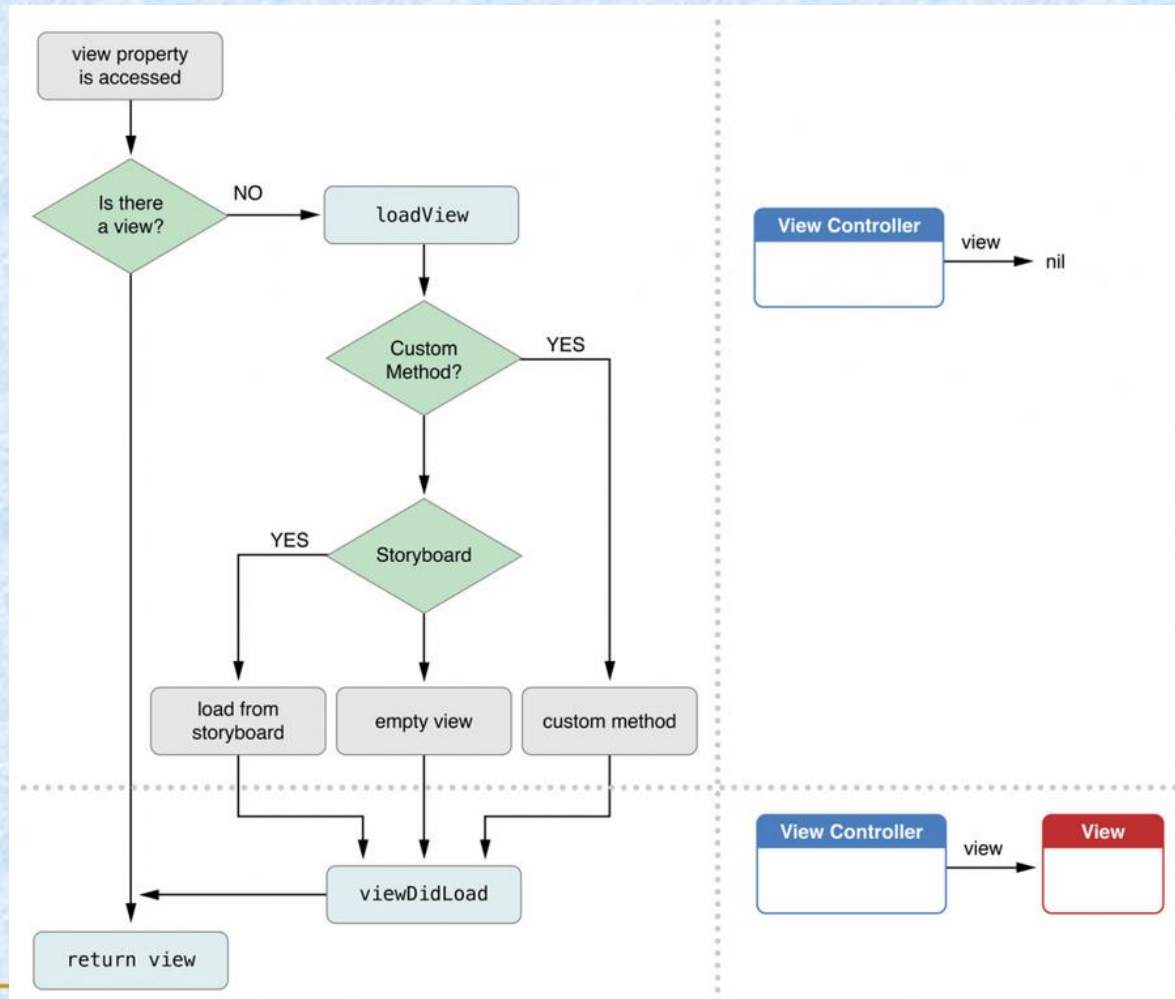 view property
is accessed
Is there
a view?
NO
loadView
Custom
Method?
YES
Storyboard
YES
load from
storyboard
empty view
custom method
viewDidLoad
return view
View Controller
view
nil
View Controller
view
View